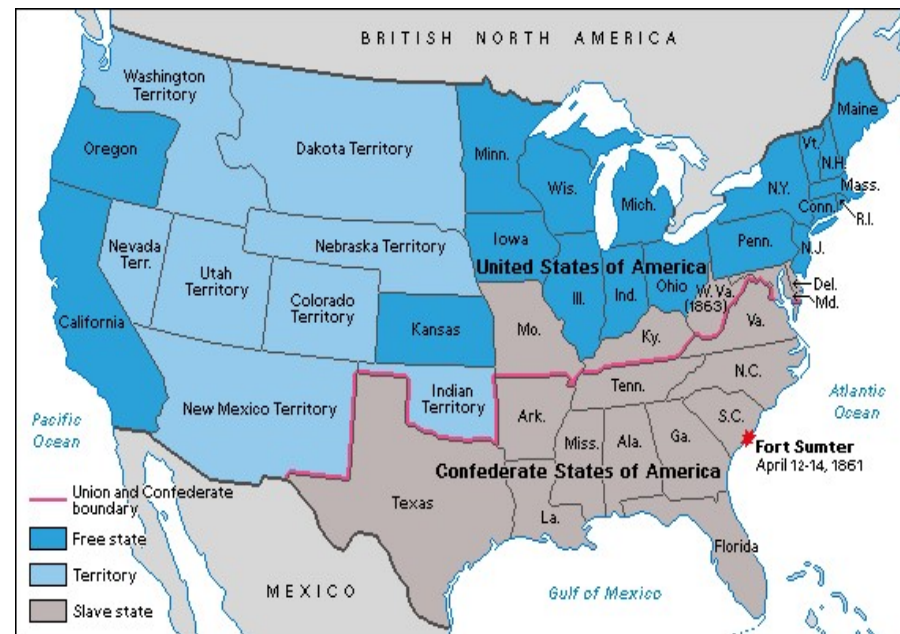 BRITISH NORTH AMERICA
Washington
Territory
Oregon
Dakota Territory
Minn.
Wis.
Mich.
Maine
Vt.
N.H.
N.Y.
Mass.
Conn.
R.I.
Nevada
Terr.
Utah
Territory
Nebraska Territory
Iowa
Penn.
N.J.
United States of America
Colorado
Territory
California
Kansas
Ill.
Ind.
Ohio
W. Va.
(1863)
Del.
Md.
Mo.
Ky.
Va.
New Mexico Territory
Indian
Territory
Ark.
Tenn.
N.C.
S.C.
Pacific
Ocean
Atlantic
Ocean
Miss.
Ala.
Ga.
Fort Sumter
April 12-14, 1861
Confederate States of America
Texas
La.
Florida
Union and Confederate
boundary
Free state
Territory
Slave state
MEXICO
Gulf of Mexico